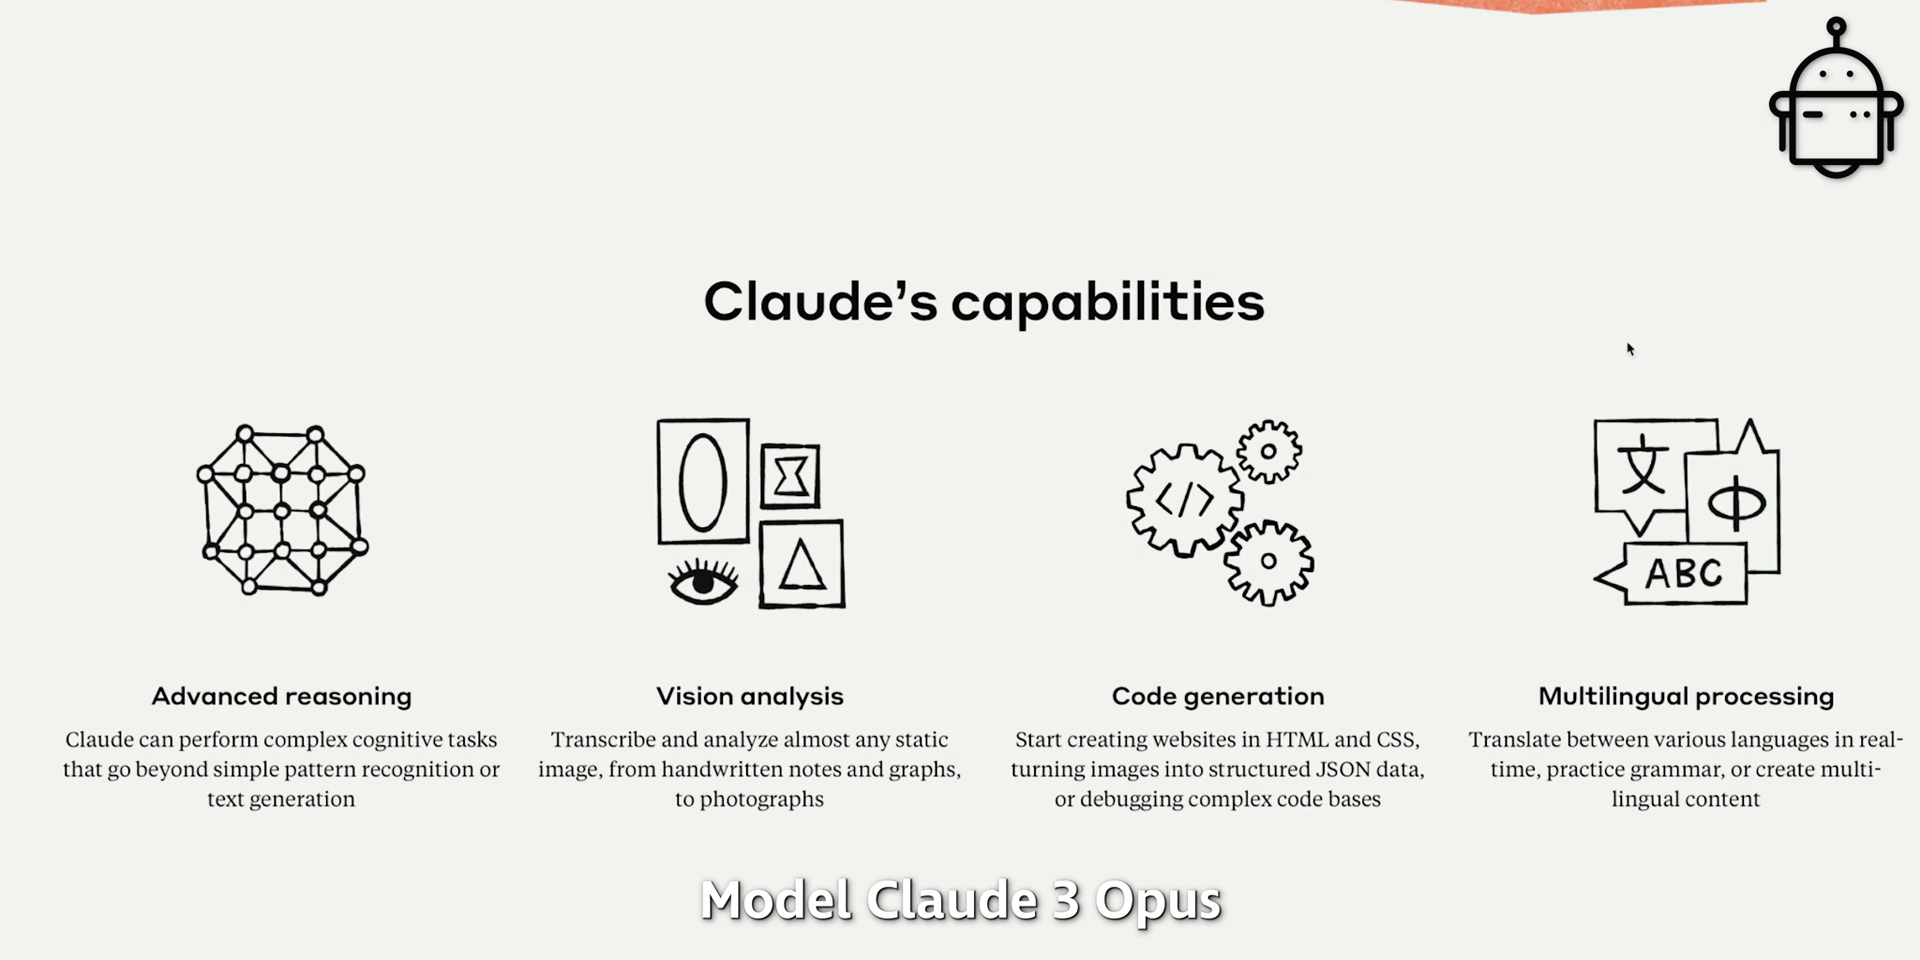 Claude’s capabilities
文
中
ABC
Advanced reasoning
Claude can perform complex cognitive tasks
that go beyond simple pattern recognition or
text generation
Vision analysis
Transcribe and analyze almost any static
image, from handwritten notes and graphs,
to photographs
</>
Code generation
Start creating websites in HTML and CSS,
turning images into structured JSON data,
or debugging complex code bases
Multilingual processing
Translate between various languages in real-
time, practice grammar, or create multi-
lingual content
Model Claude 3 Opus